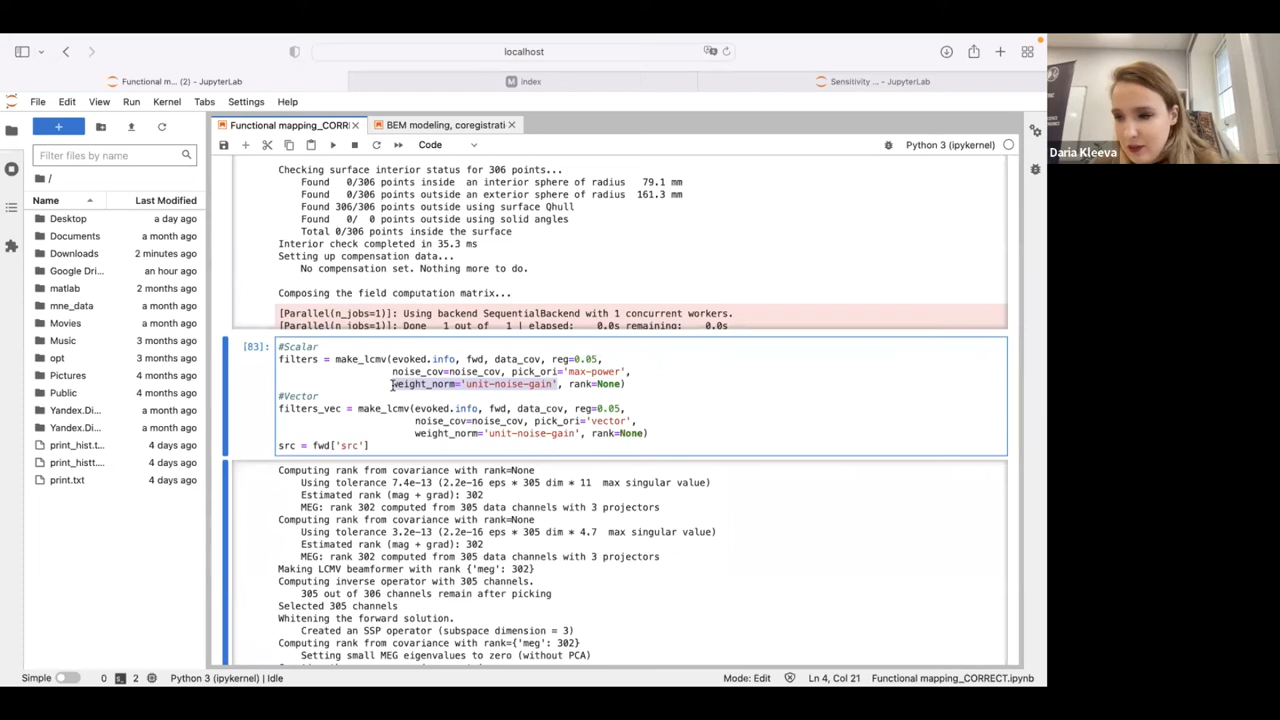 localhost
Functional m... (2) - JupyterLab
index
Sensitivity ... - JupyterLab
File Edit View Run Kernel Tabs Settings Help
Functional mapping_CORRI
BEM modeling, coregistrati
Code
Python 3 (ipykernel)
Filter files by name
/
Name
Last Modified
Desktop a day ago
Documents a month ago
Downloads 2 minutes ago
Google Dri... an hour ago
matlab 2 months ago
mne_data a month ago
Movies a month ago
Music 4 months ago
opt a month ago
Pictures 4 months ago
Public a month ago
Yandex.Di... a month ago
Yandex.Di... a month ago
print_hist.t... 4 days ago
print_histt.... 4 days ago
print.txt 4 days ago
Checking surface interior status for 306 points...
Found 0/306 points inside an interior sphere of radius 79.1 mm
Found 0/306 points outside an exterior sphere of radius 161.3 mm
Found 306/306 points outside using surface Qhull
Found 0/ 0 points outside using solid angles
Total 0/306 points inside the surface
Interior check completed in 35.3 ms
Setting up compensation data...
No compensation set. Nothing more to do.
Composing the field computation matrix...
[Parallel(n_jobs=1)]: Using backend SequentialBackend with 1 concurrent workers.
[Parallel(n_jobs=1)]: Done 1 out of 1 | elapsed: 0.0s remaining: 0.0s
[83]:
#Scalar
filters = make_lcmv(evoked.info, fwd, data_cov, reg=0.05,
noise_cov=noise_cov, pick_ori='max-power',
weight_norm='unit-noise-gain', rank=None)
#Vector
filters_vec = make_lcmv(evoked.info, fwd, data_cov, reg=0.05,
noise_cov=noise_cov, pick_ori='vector',
weight_norm='unit-noise-gain', rank=None)
src = fwd['src']
Computing rank from covariance with rank=None
Using tolerance 7.4e-13 (2.2e-16 eps * 305 dim * 11 max singular value)
Estimated rank (mag + grad): 302
MEG: rank 302 computed from 305 data channels with 3 projectors
Computing rank from covariance with rank=None
Using tolerance 3.2e-13 (2.2e-16 eps * 305 dim * 4.7 max singular value)
Estimated rank (mag + grad): 302
MEG: rank 302 computed from 305 data channels with 3 projectors
Making LCMV beamformer with rank {'meg': 302}
Computing inverse operator with 305 channels.
305 out of 306 channels remain after picking
Selected 305 channels
Whitening the forward solution.
Created an SSP operator (subspace dimension = 3)
Computing rank from covariance with rank={'meg': 302}
Setting small MEG eigenvalues to zero (without PCA)
Simple 0 2 Python 3 (ipykernel) | Idle
Mode: Edit Ln 4, Col 21 Functional mapping_CORRECT.ipynb
Daria Kleeva